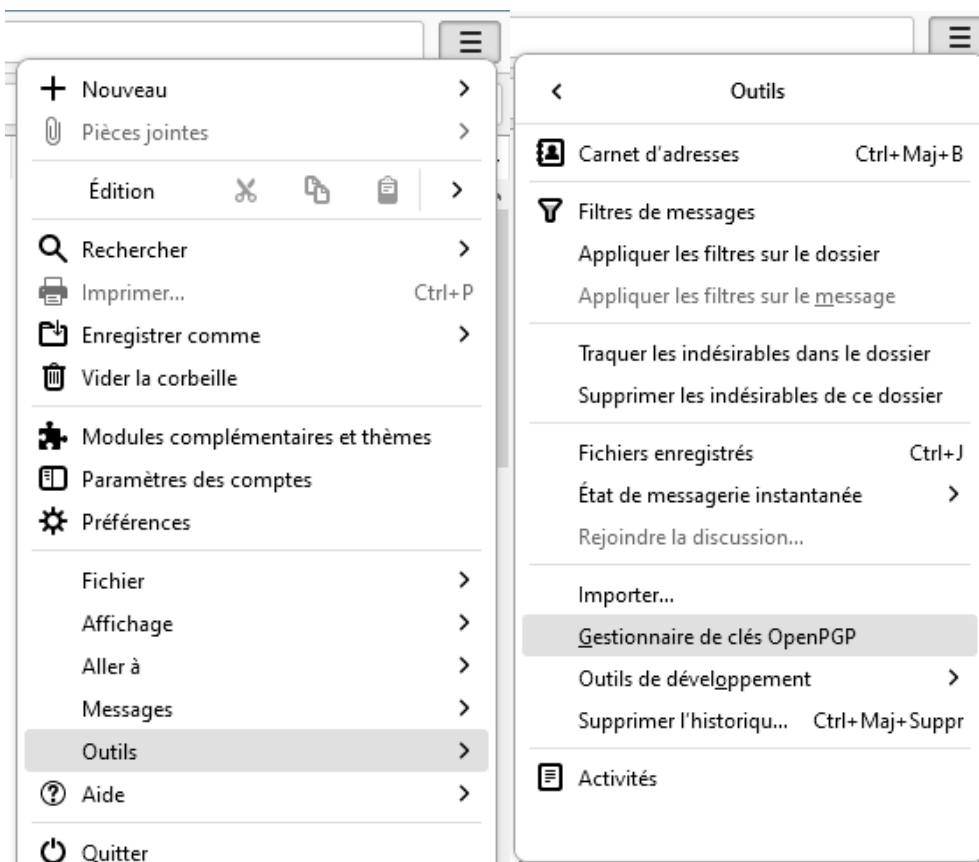 Nouveau
Pièces jointes
Édition
Rechercher
Imprimer... Ctrl+P
Enregistrer comme
Vider la corbeille
Modules complémentaires et thèmes
Paramètres des comptes
Préférences
Fichier
Affichage
Aller à
Messages
Outils
Aide
Quitter
Outils
Carnet d'adresses Ctrl+Maj+B
Filtres de messages
Appliquer les filtres sur le dossier
Appliquer les filtres sur le message
Traquer les indésirables dans le dossier
Supprimer les indésirables de ce dossier
Fichiers enregistrés Ctrl+J
État de messagerie instantanée
Rejoindre la discussion...
Importer...
Gestionnaire de clés OpenPGP
Outils de développement
Supprimer l'historiqu... Ctrl+Maj+Suppr
Activités